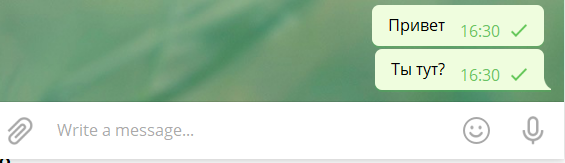 Привет 16:30
Ты тут? 16:30
Write a message...